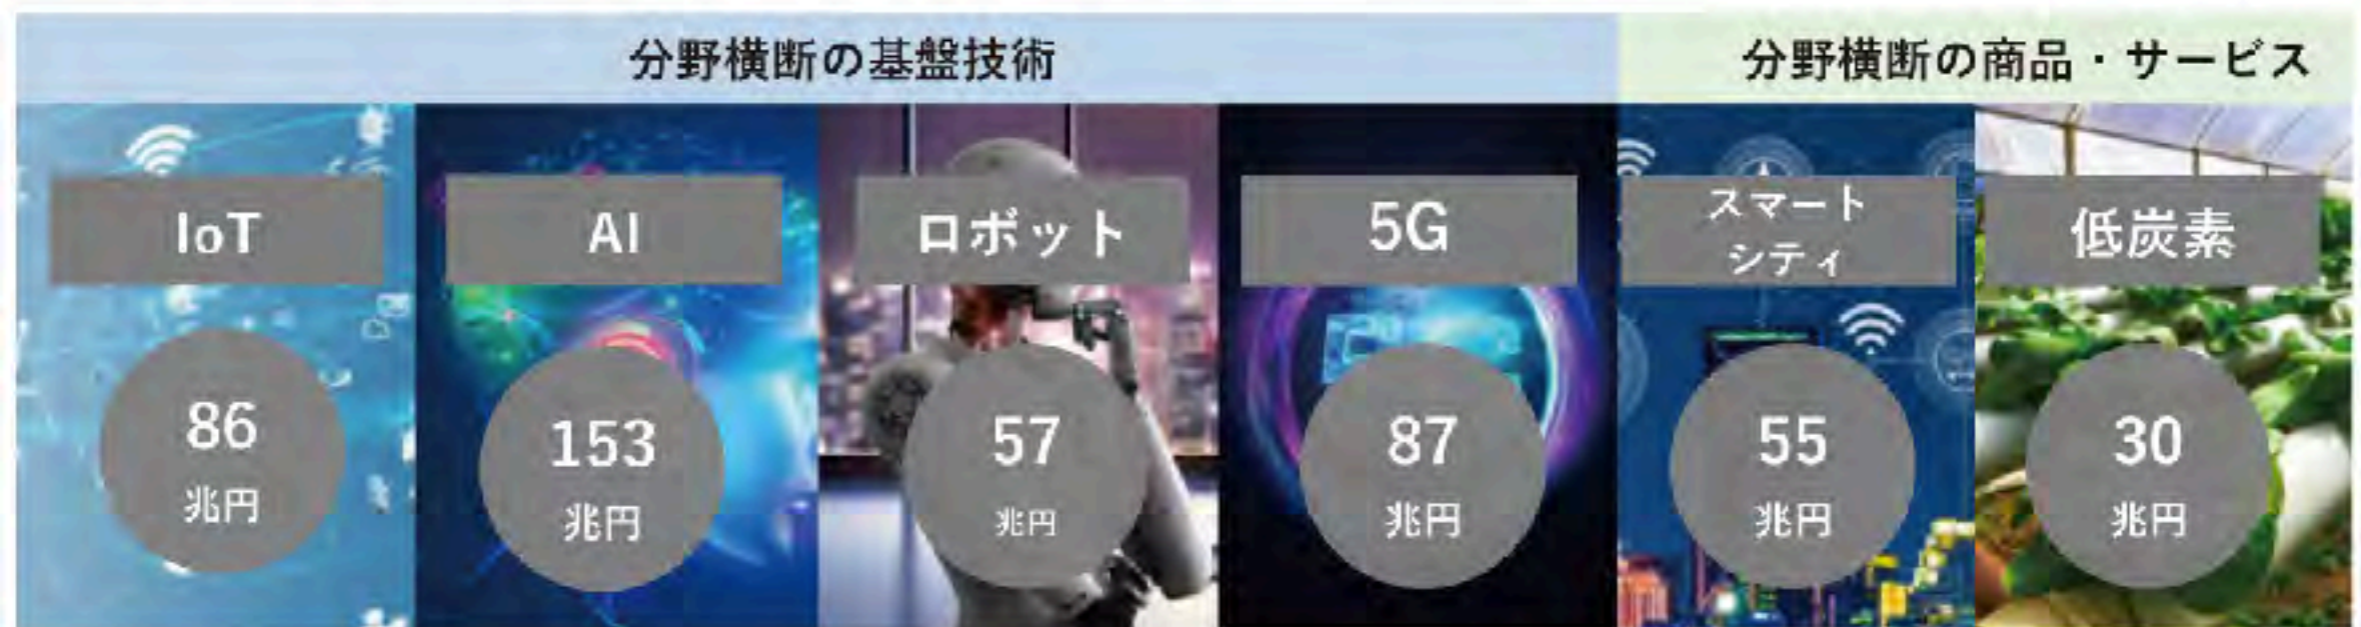 分野横断の基盤技術
分野横断の商品・サービス
IoT
AI
ロボット
5G
スマート
シティ
低炭素
86
兆円
153
兆円
57
兆円
87
兆円
55
兆円
30
兆円